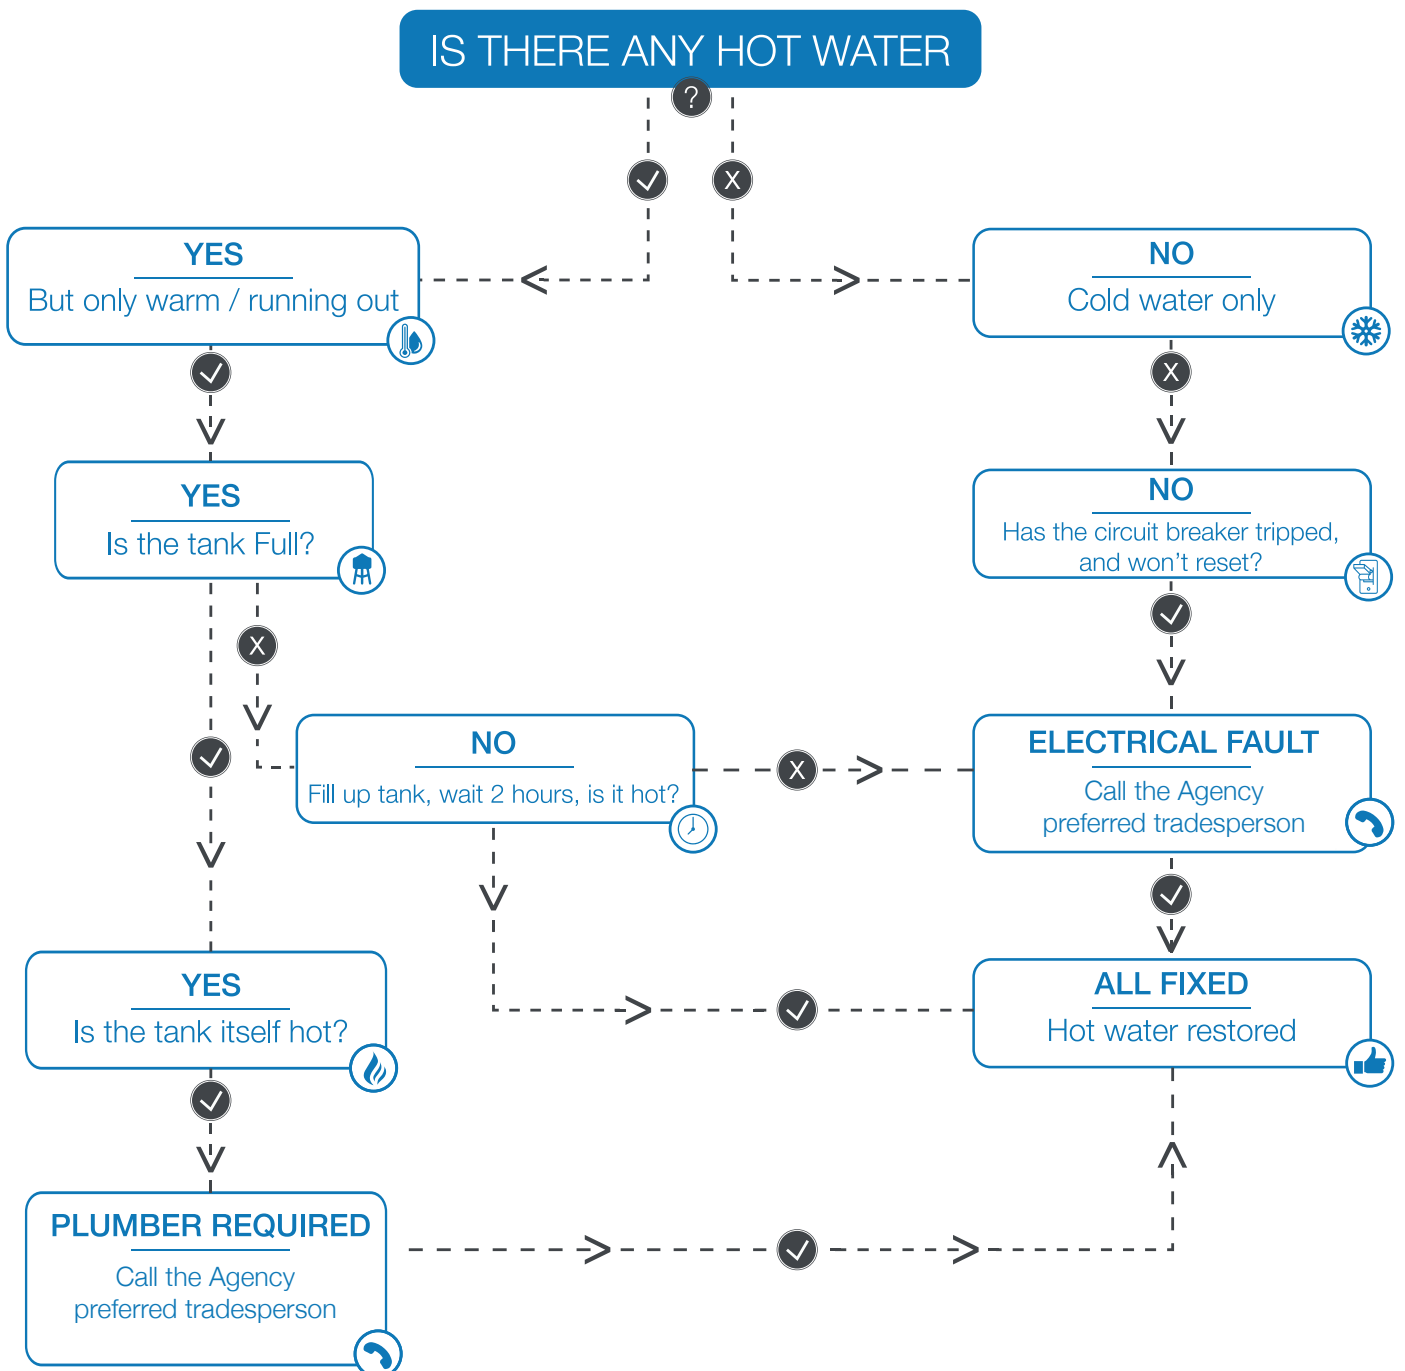 IS THERE ANY HOT WATER
?
X
YES
But only warm / running out
NO
Cold water only
X
YES
Is the tank Full?
NO
Has the circuit breaker tripped,
and won't reset?
X
NO
Fill up tank, wait 2 hours, is it hot?
X
ELECTRICAL FAULT
Call the Agency
preferred tradesperson
YES
Is the tank itself hot?
ALL FIXED
Hot water restored
PLUMBER REQUIRED
Call the Agency
preferred tradesperson